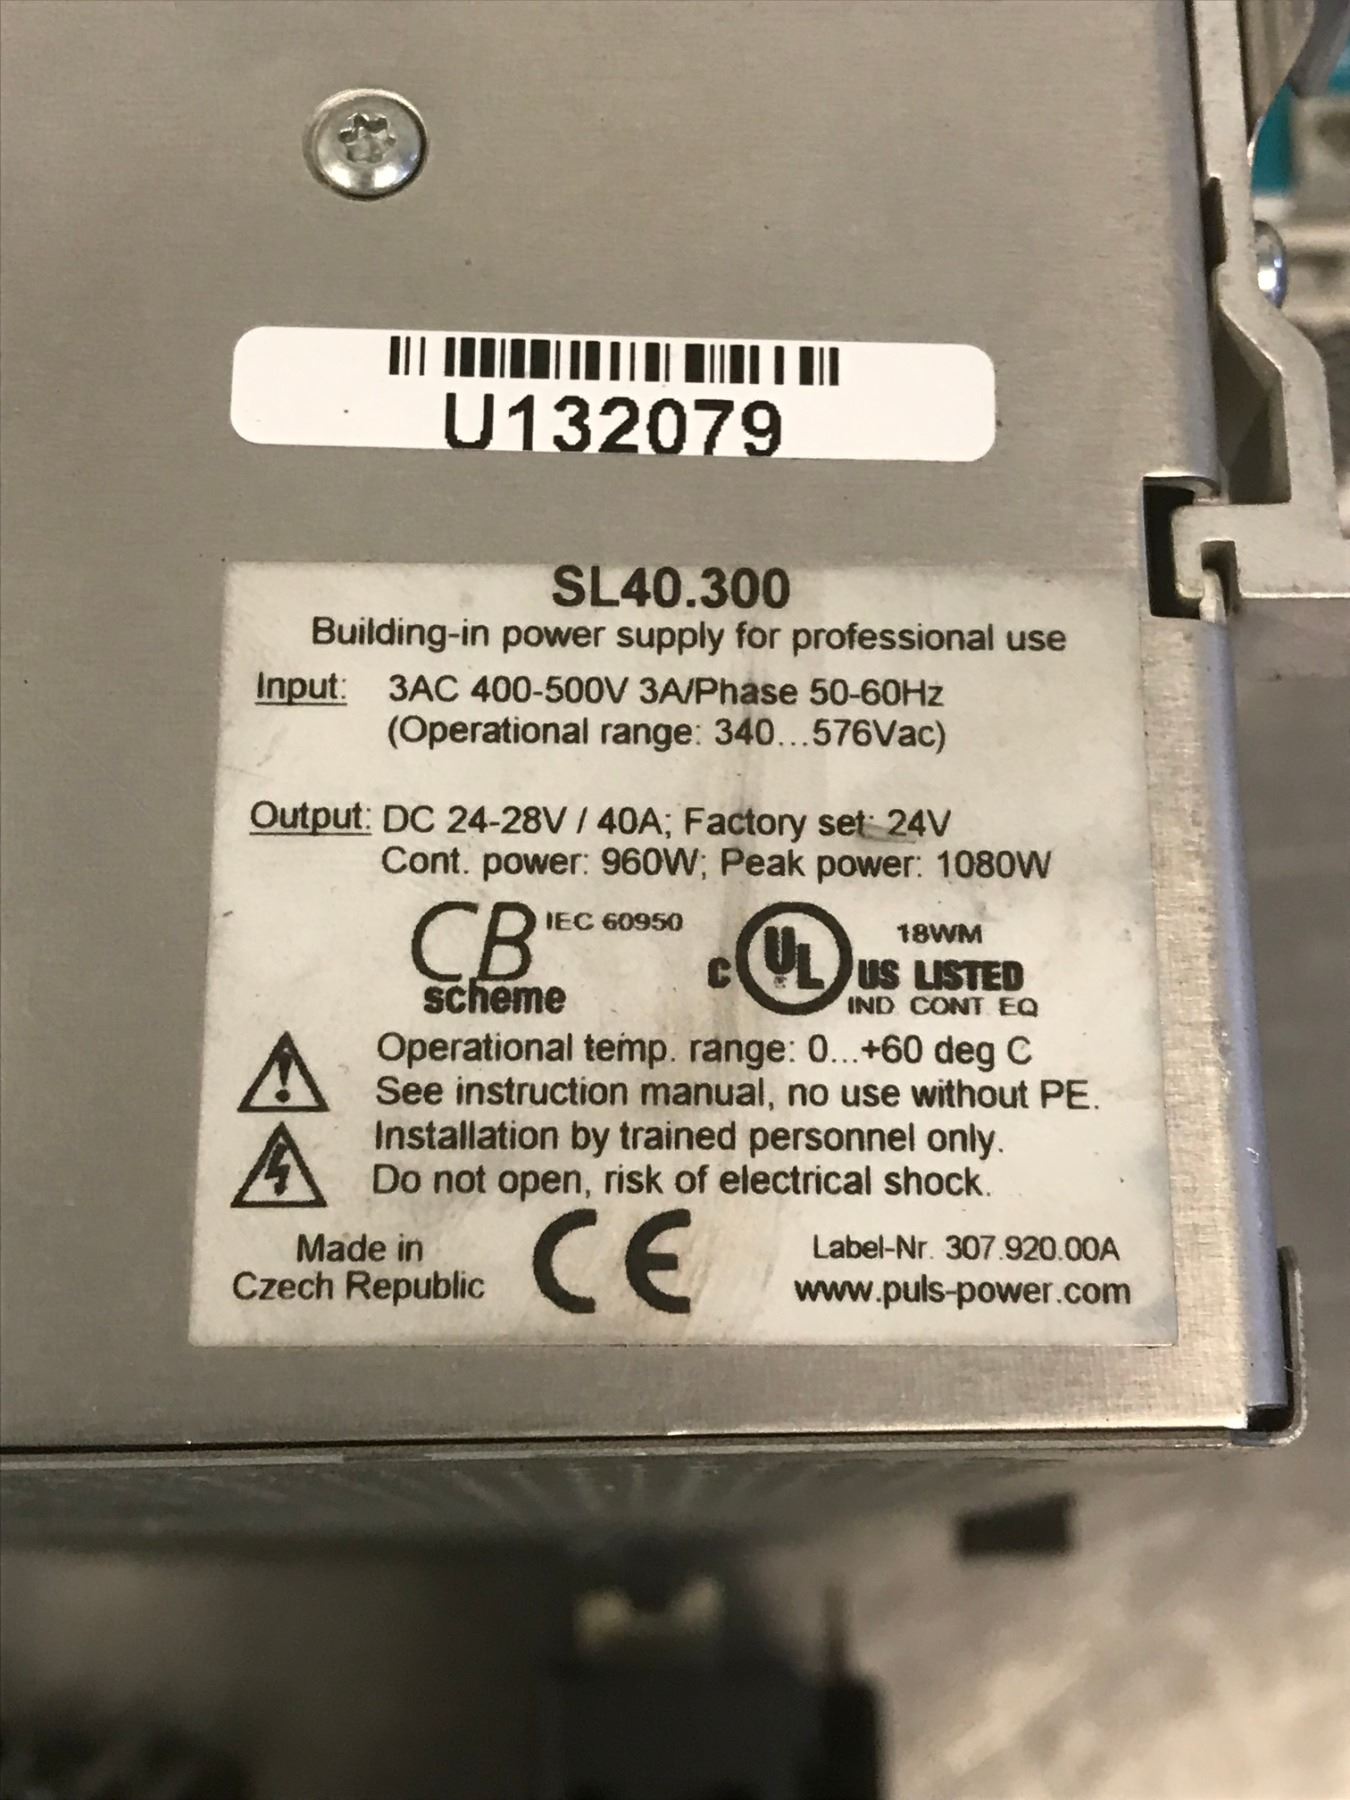 U132079
SL40.300
Building-in power supply for professional use
Input: 3AC 400-500V 3A/Phase 50-60Hz
(Operational range: 340...576Vac)
Output: DC 24-28V / 40A; Factory set: 24V
Cont. power: 960W; Peak power: 1080W
CB scheme IEC 60950
C UL US LISTED 18WM
IND CONT EQ
Operational temp. range: 0...+60 deg C
See instruction manual, no use without PE.
Installation by trained personnel only.
Do not open, risk of electrical shock.
Made in
Czech Republic
CE
Label-Nr. 307.920.00A
www.puls-power.com